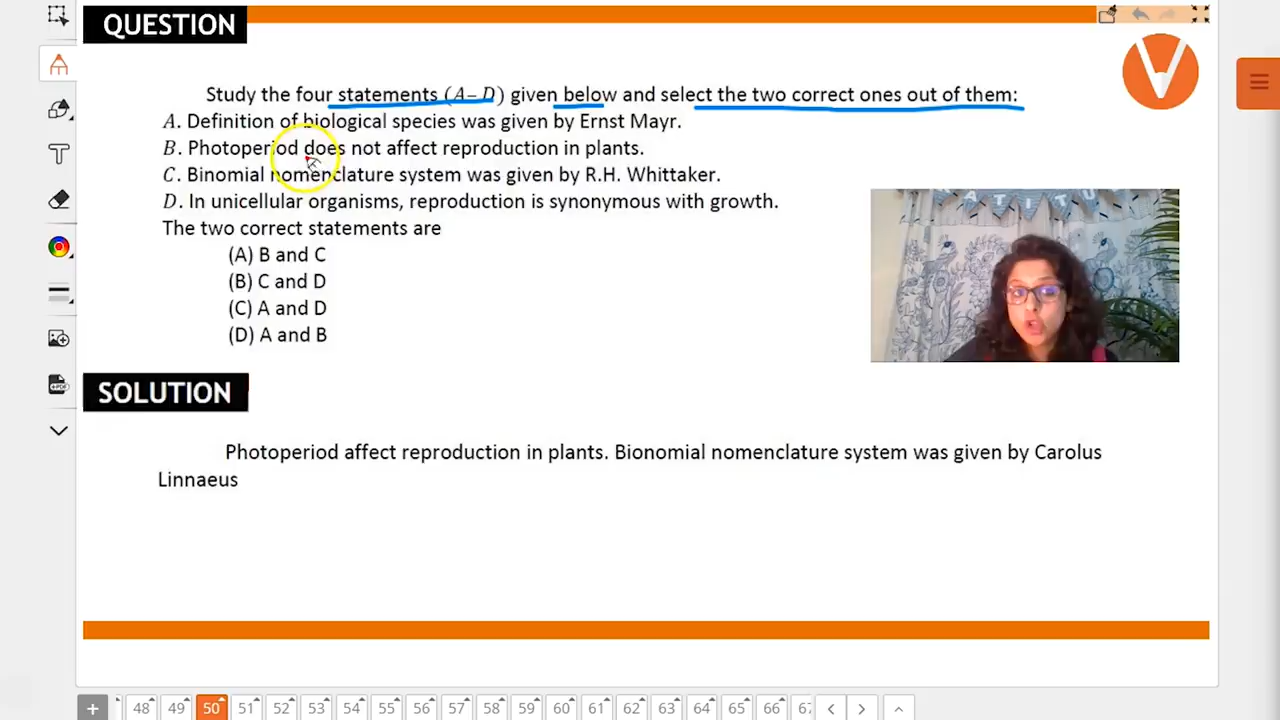 QUESTION
Study the four statements (A– D) given below and select the two correct ones out of them:
A. Definition of biological species was given by Ernst Mayr.
B. Photoperiod does not affect reproduction in plants.
C. Binomial nomenclature system was given by R.H. Whittaker.
D. In unicellular organisms, reproduction is synonymous with growth.
The two correct statements are
(A) B and C
(B) C and D
(C) A and D
(D) A and B
SOLUTION
Photoperiod affect reproduction in plants. Bionomial nomenclature system was given by Carolus
Linnaeus
48 49 50 51 52 53 54 55 56 57 58 59 60 61 62 63 64 65 66